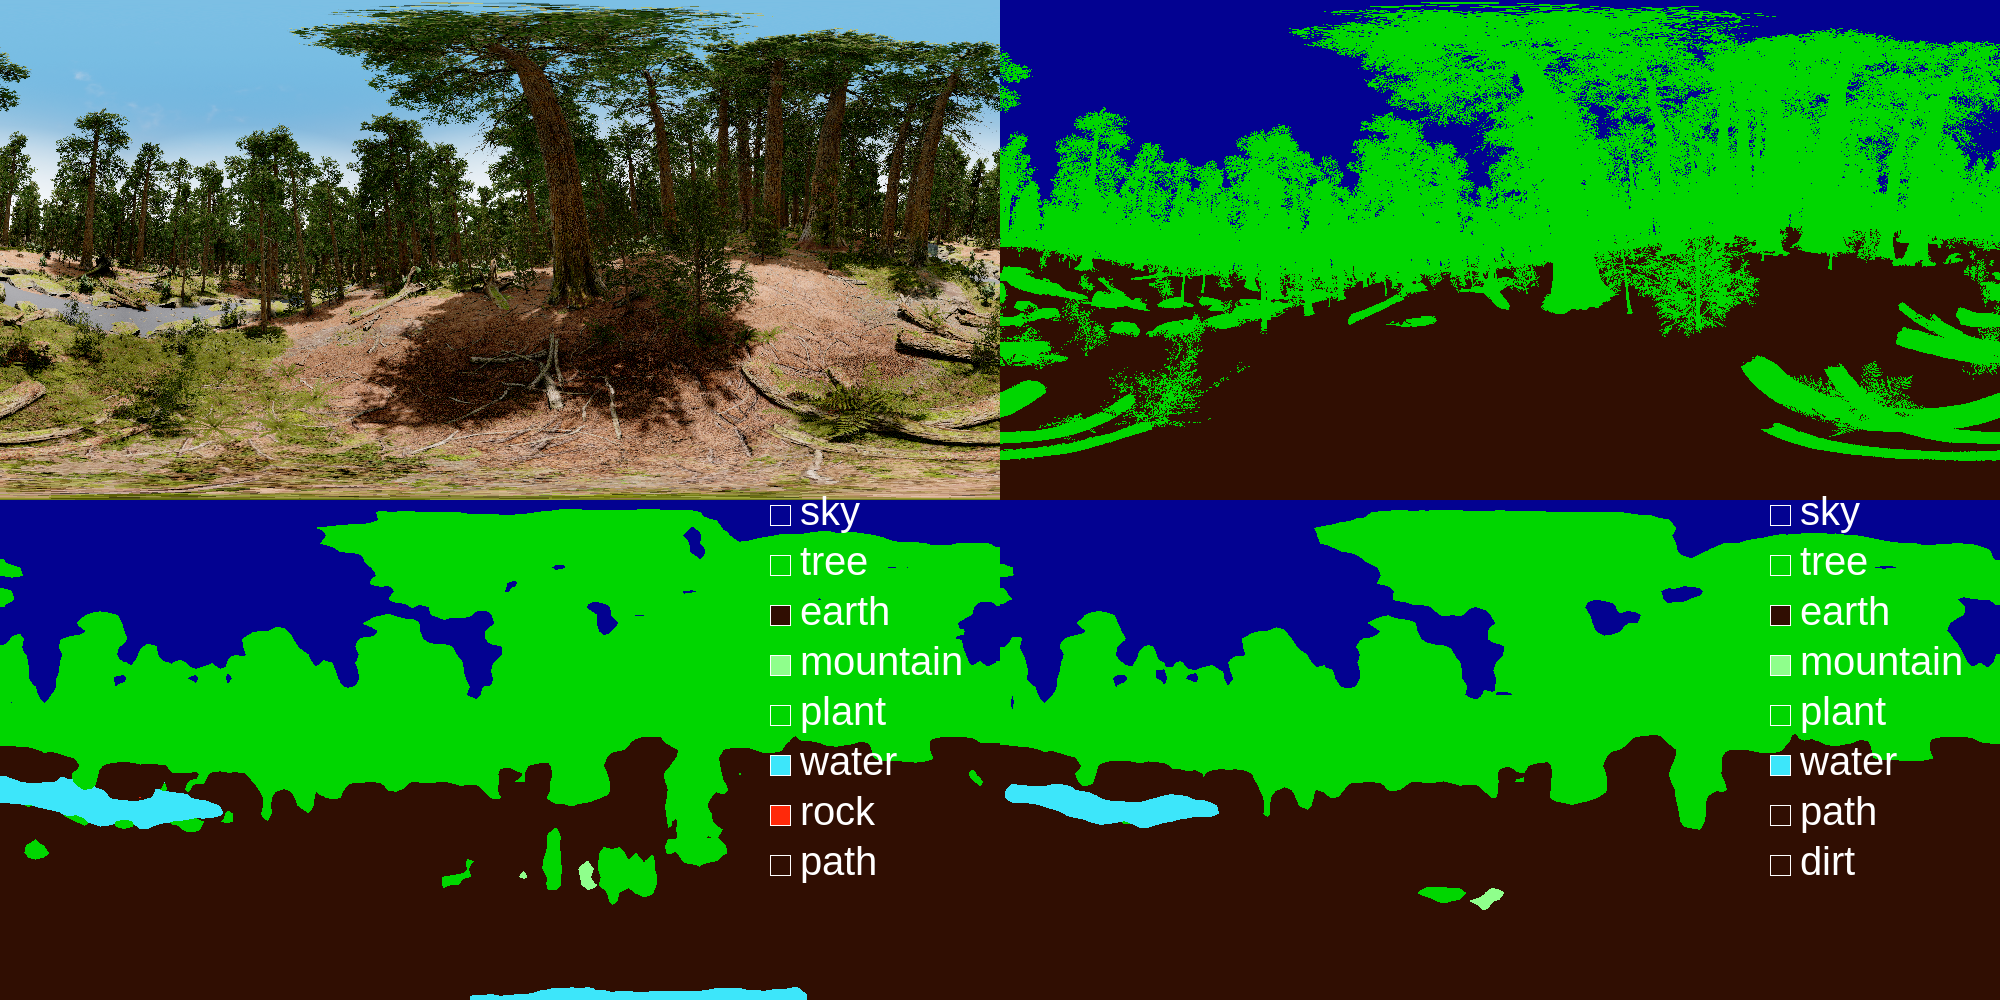 sky
tree
earth
mountain
plant
water
rock
path
sky
tree
earth
mountain
plant
water
path
dirt